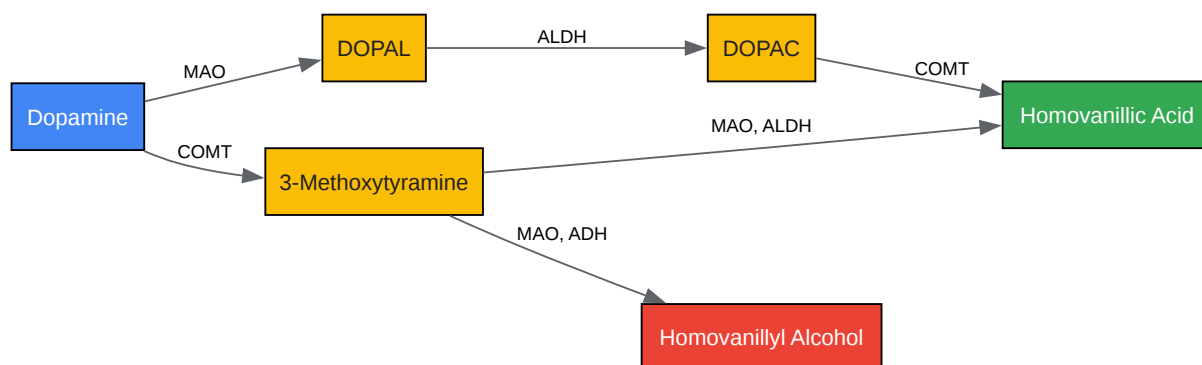 DOPAL
ALDH
DOPAC
MAO
COMT
Dopamine
Homovanillic Acid
MAO, ALDH
COMT
3-Methoxytyramine
MAO, ADH
Homovanillyl Alcohol